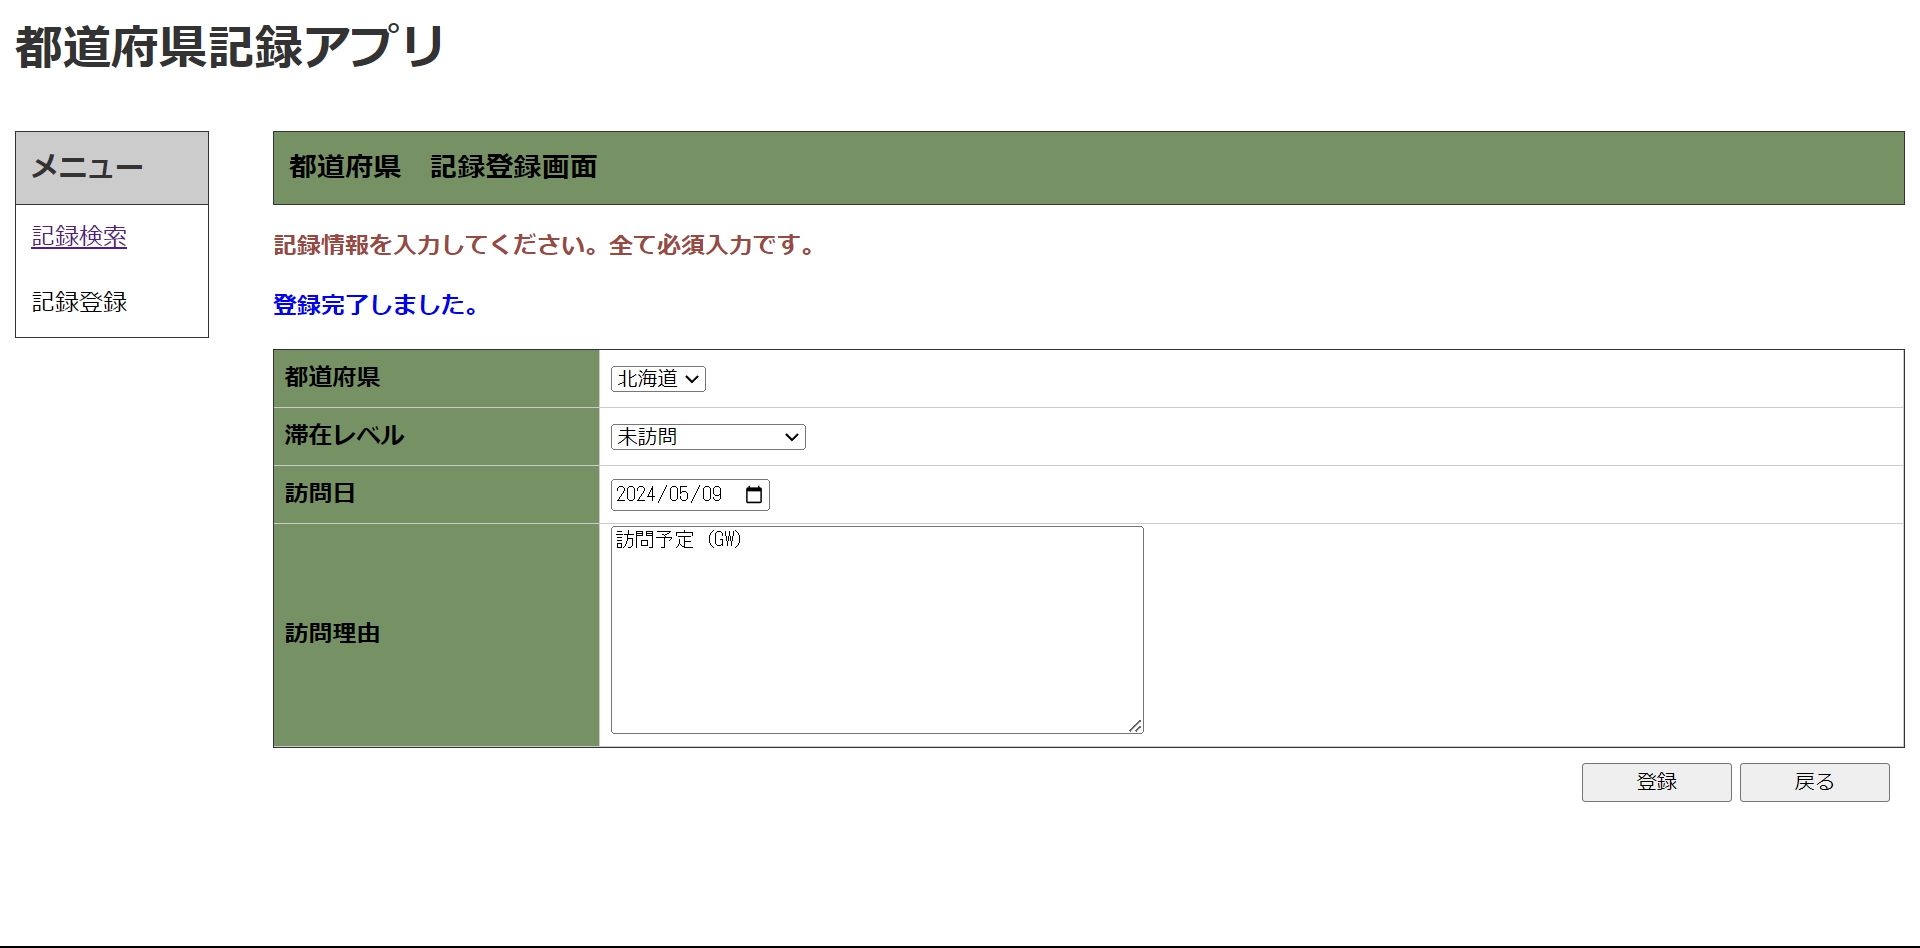 都道府県記録アプリ
メニュー
記録検索
記録登録
都道府県　記録登録画面
記録情報を入力してください。全て必須入力です。
登録完了しました。
都道府県 北海道
滞在レベル 未訪問
訪問日 2024/05/09
訪問理由 訪問予定 (GW)
登録 戻る